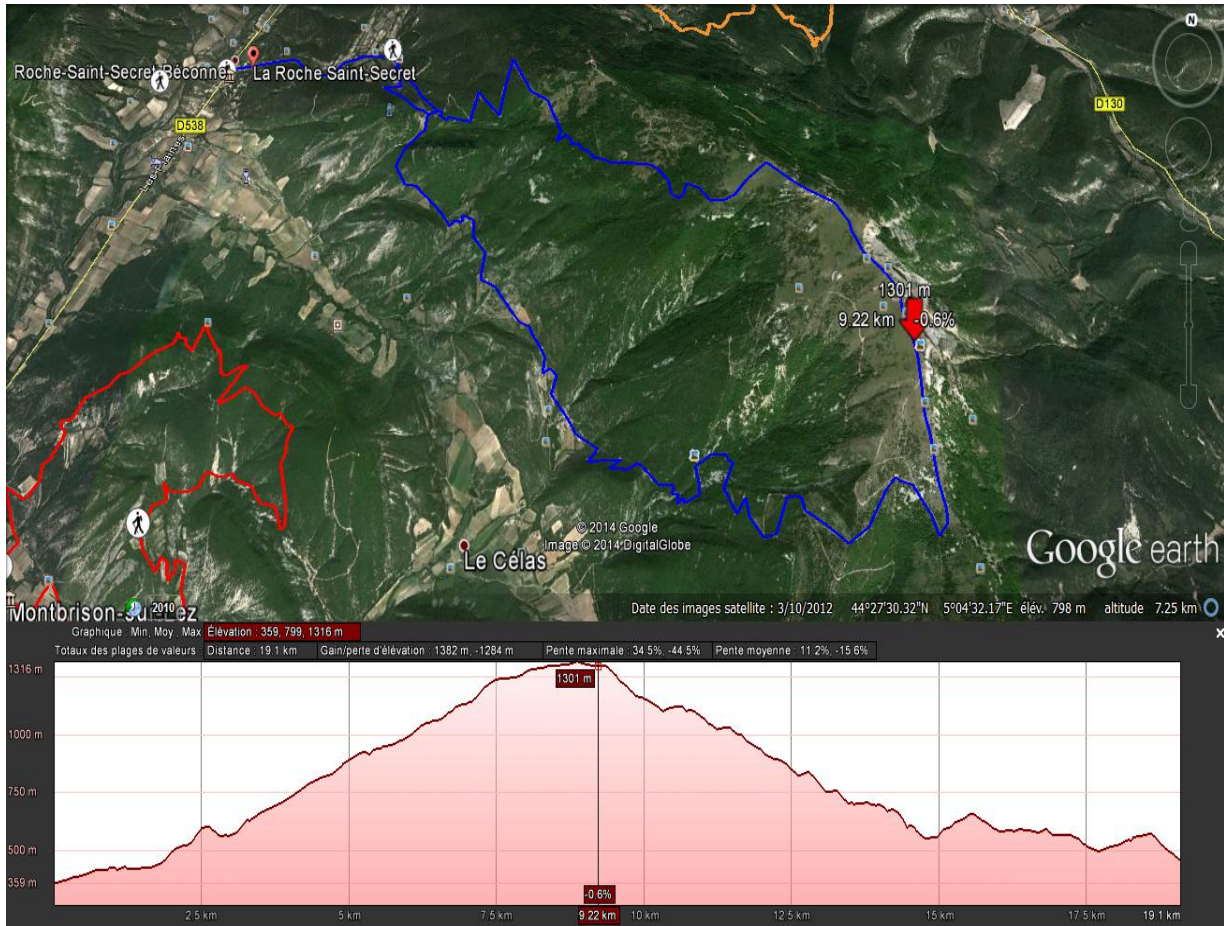 N
Roche-Saint-Secret-Béconne
La Roche Saint-Secret
D538
D130
Les Plaines
1301 m
9.22 km -0.6%
© 2014 Google
Image © 2014 DigitalGlobe
Le Célas
Google earth
Montbrison-
2010
Date des images satellite : 3/10/2012 44°27'30.32"N 5°04'32.17"E élév. 798 m altitude 7.25 km
Graphique : Min, Moy., Max Élévation : 359, 799, 1316 m
x
Totaux des plages de valeurs : Distance : 19.1 km Gain/perte d'élévation : 1382 m, -1284 m Pente maximale : 34.5%, -44.5% Pente moyenne : 11.2%, -15.6%
1316 m
1301 m
1000 m
750 m
500 m
359 m
-0.6%
2.5 km 5 km 7.5 km 9.22 km 10 km 12.5 km 15 km 17.5 km 19.1 km